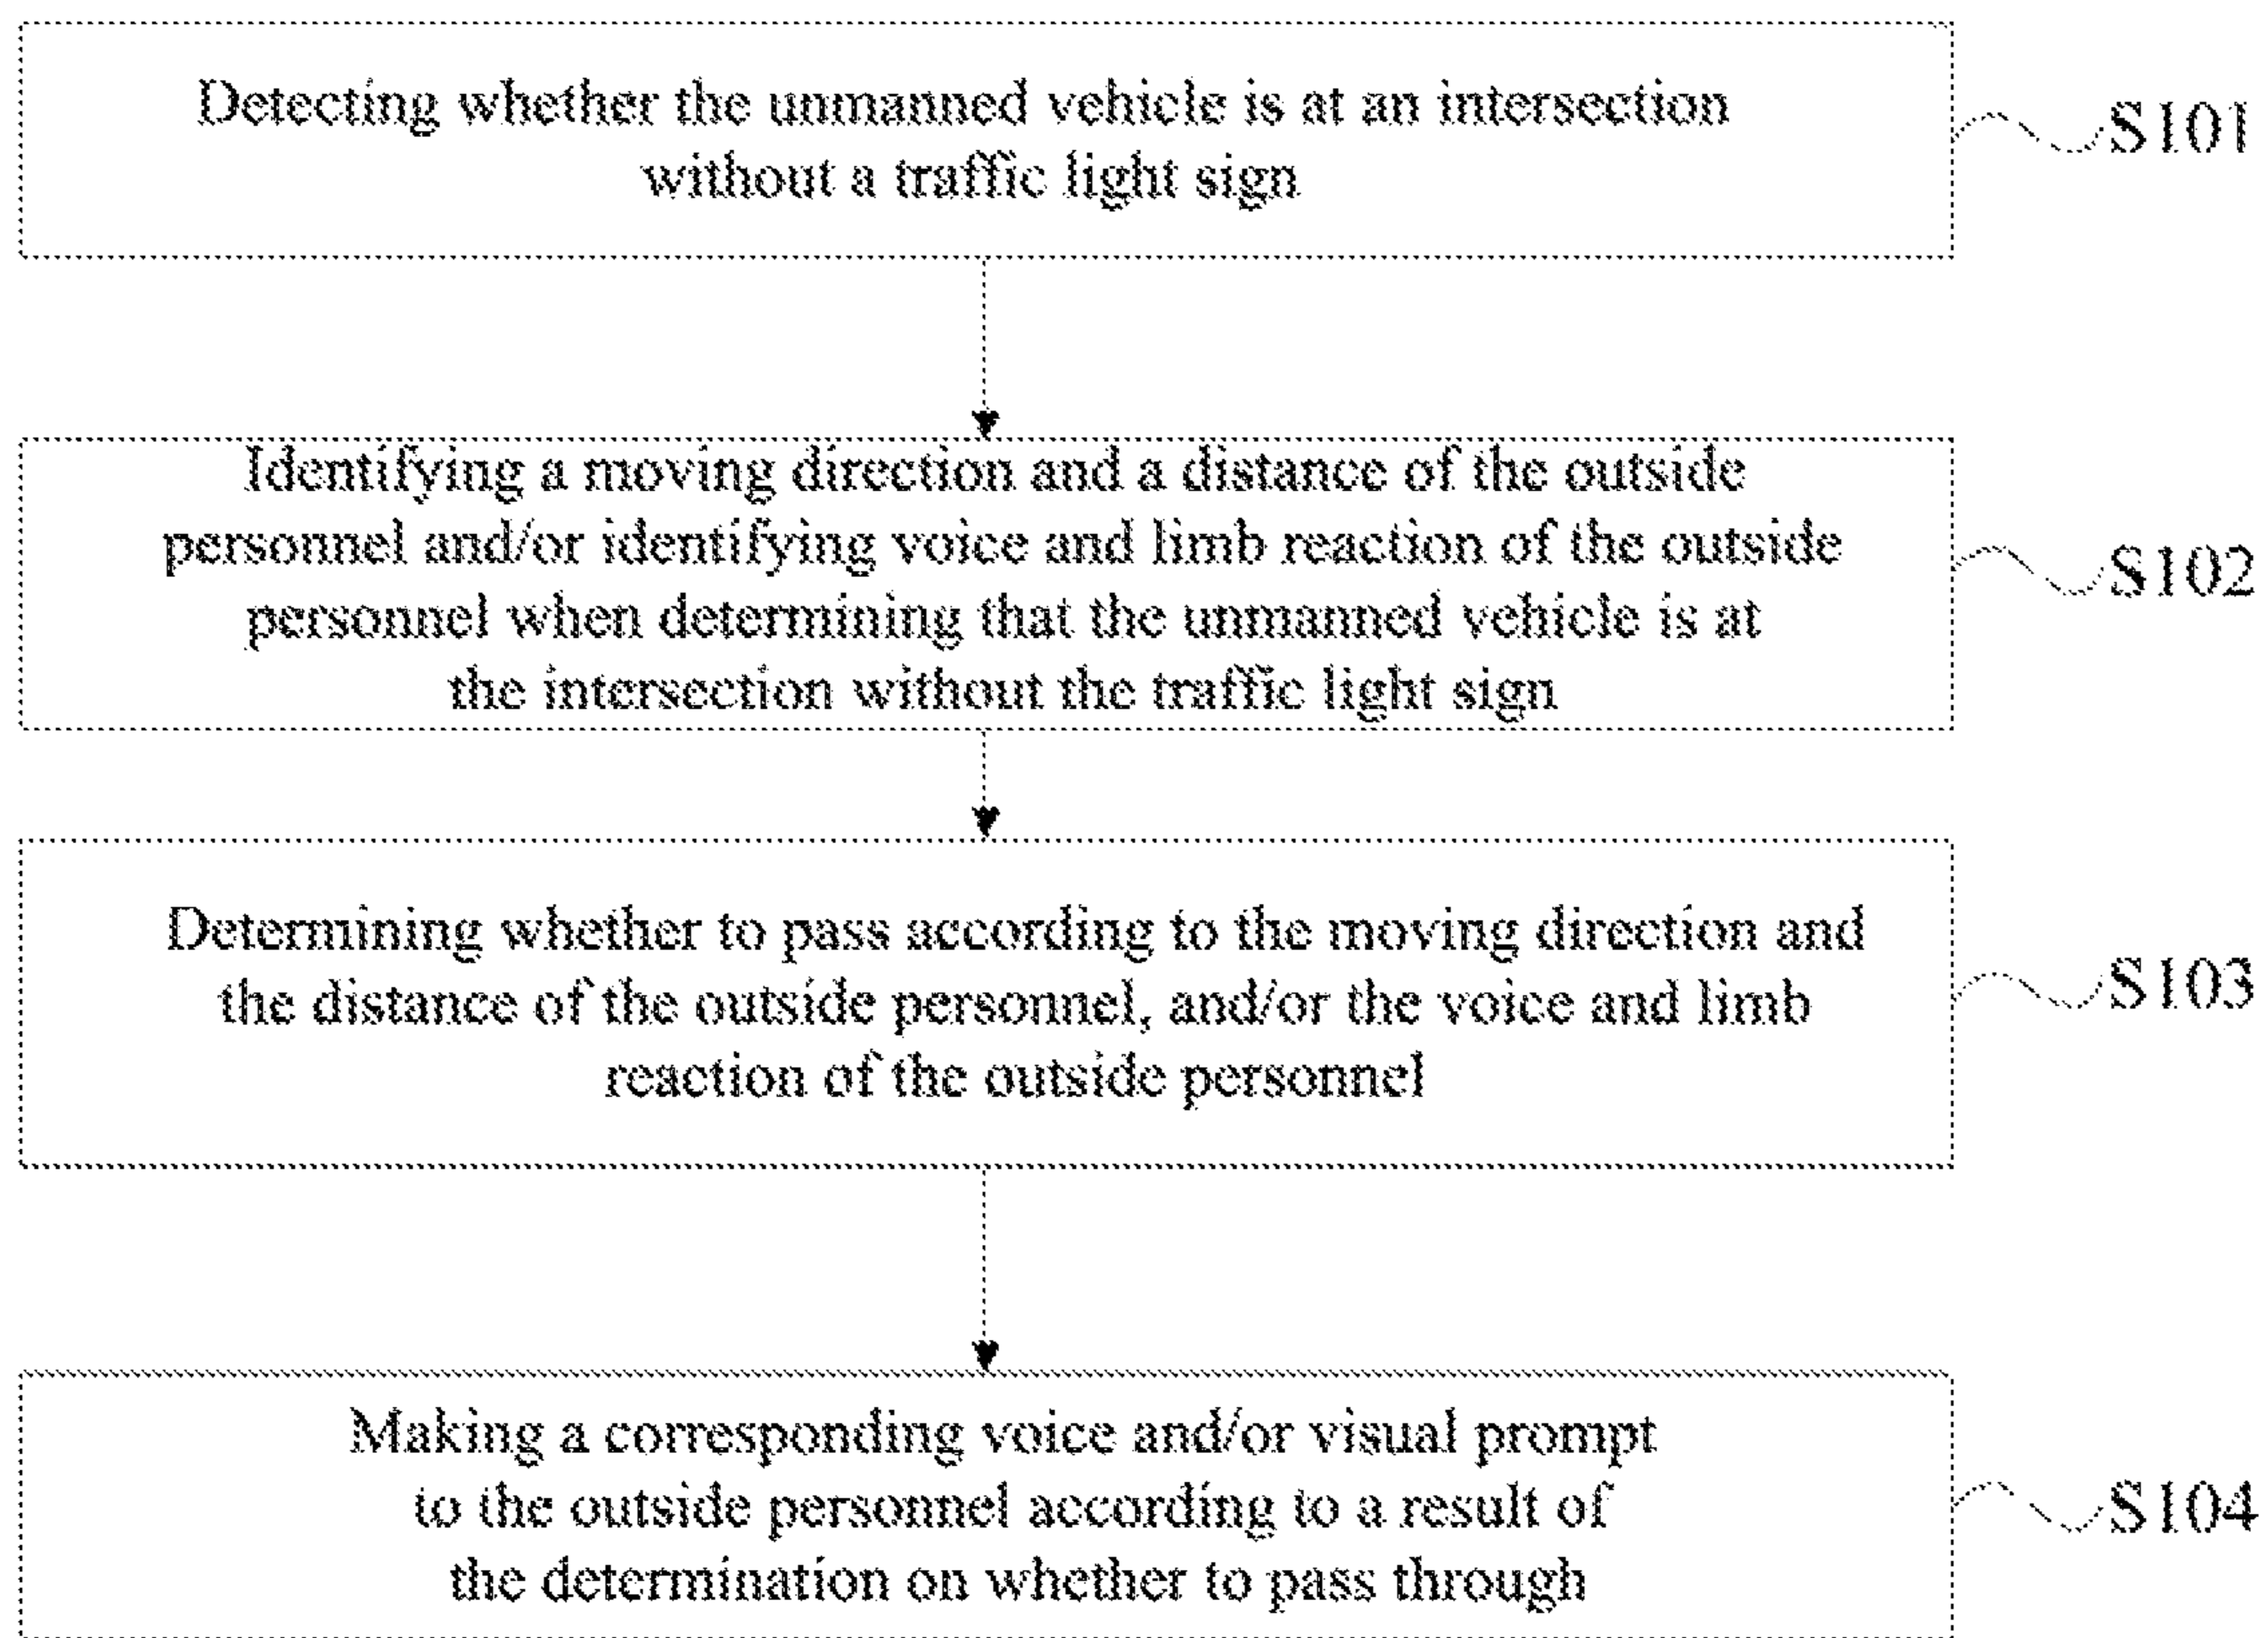 Detecting whether the unmanned vehicle is at an intersection
without a traffic light sign
S101
Identifying a moving direction and a distance of the outside
personnel and/or identifying voice and limb reaction of the outside
personnel when determining that the unmanned vehicle is at
the intersection without the traffic light sign
S102
Determining whether to pass according to the moving direction and
the distance of the outside personnel, and/or the voice and limb
reaction of the outside personnel
S103
Making a corresponding voice and/or visual prompt
to the outside personnel according to a result of
the determination on whether to pass through
S104